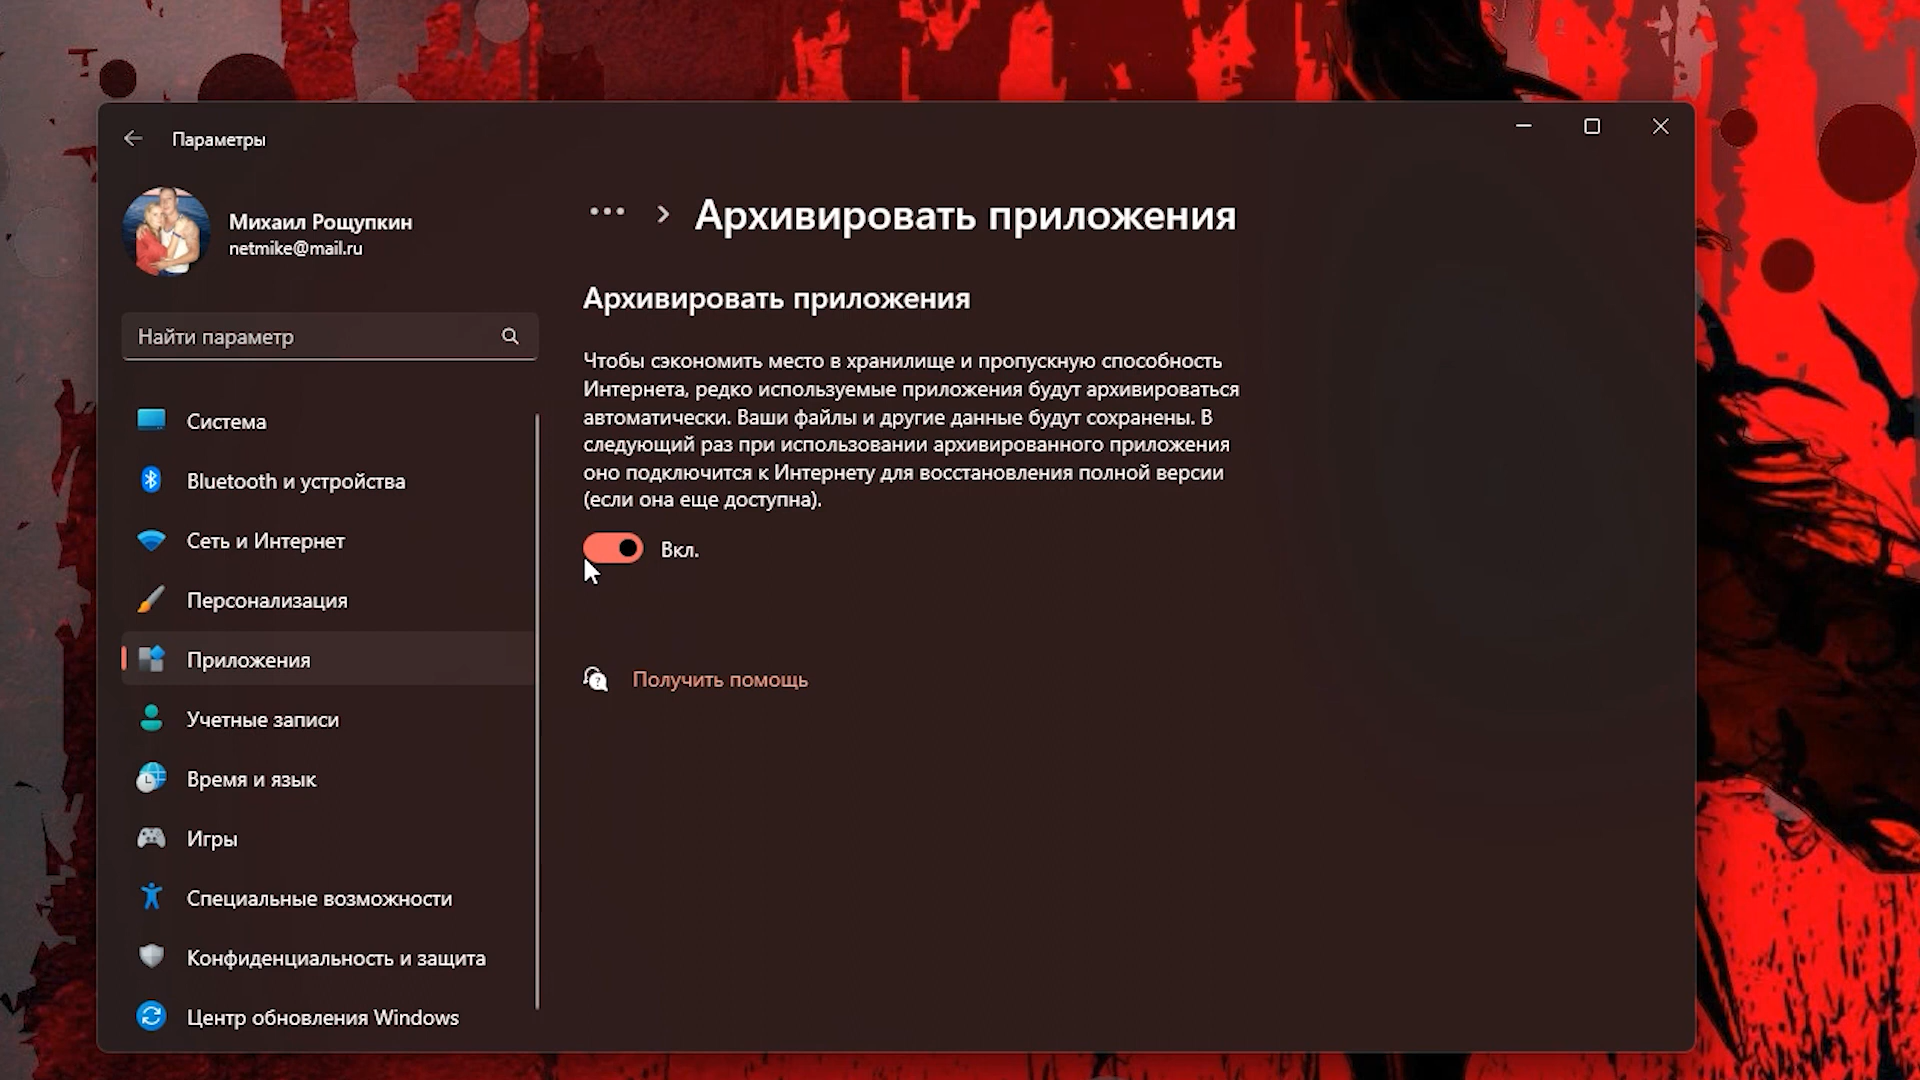 Параметры
Михаил Рощупкин
netmike@mail.ru
Найти параметр
Система
Bluetooth и устройства
Сеть и Интернет
Персонализация
Приложения
Учетные записи
Время и язык
Игры
Специальные возможности
Конфиденциальность и защита
Центр обновления Windows
... > Архивировать приложения
Архивировать приложения
Чтобы сэкономить место в хранилище и пропускную способность
Интернета, редко используемые приложения будут архивироваться
автоматически. Ваши файлы и другие данные будут сохранены. В
следующий раз при использовании архивированного приложения
оно подключится к Интернету для восстановления полной версии
(если она еще доступна).
Вкл.
Получить помощь